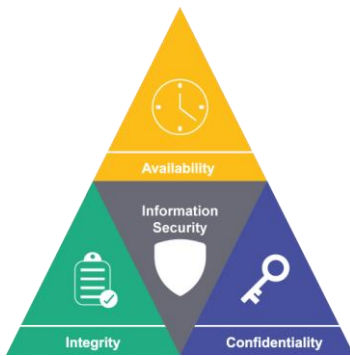 Availability
Information
Security
Integrity
Confidentiality